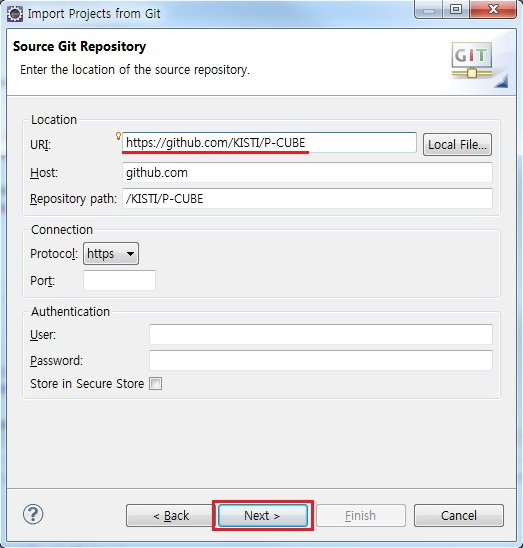 Import Projects from Git
Source Git Repository
Enter the location of the source repository.
GIT
Location
URI: https://github.com/KISTI/P-CUBE Local File...
Host: github.com
Repository path: /KISTI/P-CUBE
Connection
Protocol: https
Port:
Authentication
User:
Password:
Store in Secure Store
? < Back Next > Finish Cancel